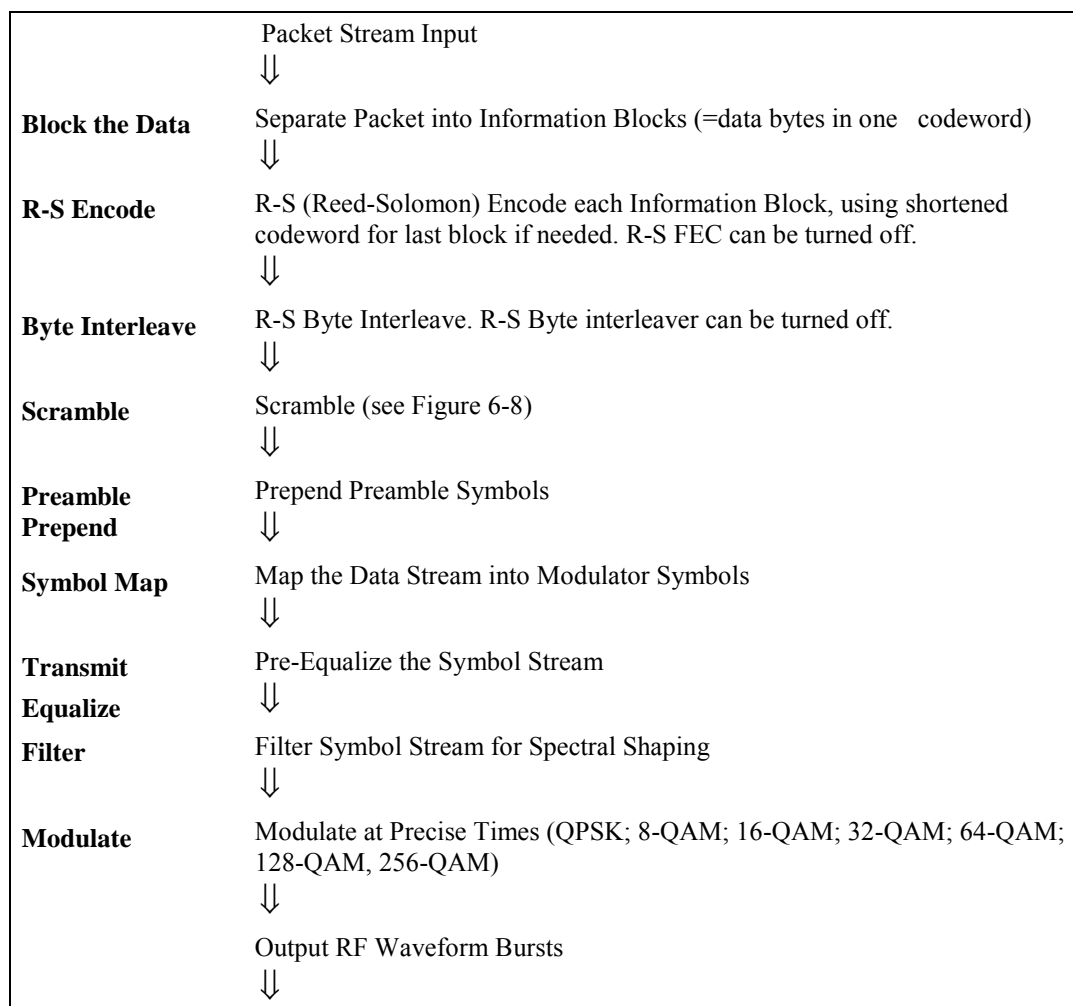 Packet Stream Input
⇓
Block the Data Separate Packet into Information Blocks (=data bytes in one codeword)
⇓
R-S Encode R-S (Reed-Solomon) Encode each Information Block, using shortened
codeword for last block if needed. R-S FEC can be turned off.
⇓
Byte Interleave R-S Byte Interleave. R-S Byte interleaver can be turned off.
⇓
Scramble Scramble (see Figure 6-8)
⇓
Preamble Prepend Preamble Symbols
Prepend ⇓
Symbol Map Map the Data Stream into Modulator Symbols
⇓
Transmit Pre-Equalize the Symbol Stream
Equalize ⇓
Filter Filter Symbol Stream for Spectral Shaping
⇓
Modulate Modulate at Precise Times (QPSK; 8-QAM; 16-QAM; 32-QAM; 64-QAM;
128-QAM, 256-QAM)
⇓
Output RF Waveform Bursts
⇓